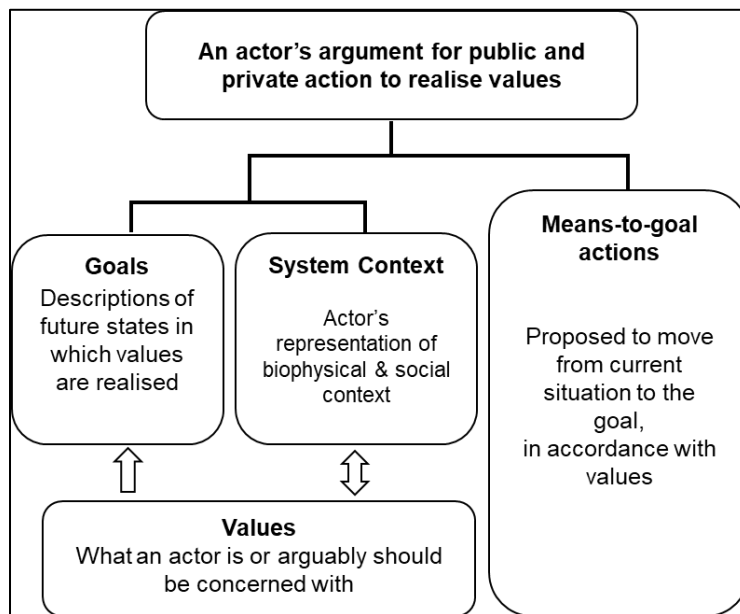 An actor’s argument for public and
private action to realise values
Goals
Descriptions of
future states in
which values
are realised
System Context
Actor’s
representation of
biophysical & social
context
Means-to-goal
actions
Proposed to move
from current
situation to the
goal,
in accordance with
values
Values
What an actor is or arguably should
be concerned with